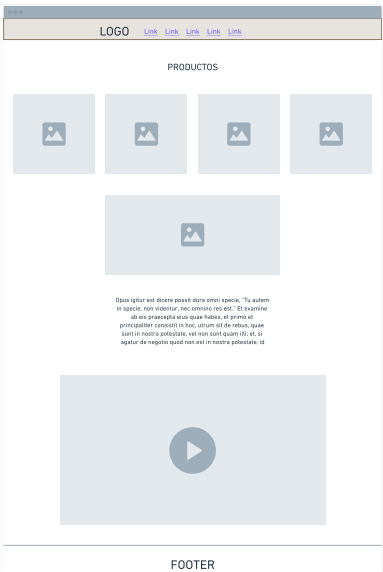 LOGO Link Link Link Link Link
PRODUCTOS
Opus igitur est dicere possit dura omni specie, "Tu autem
in specie, non videntur, nec omnino res est." Et examine
ab eis praecepta eius quae habes, et primo et
principaliter consistit in hoc, utrum sit de rebus, quae
sunt in nostra potestate, vel non sunt quam illi; et, si
agatur de negotio quod non est in nostra potestate, id
FOOTER